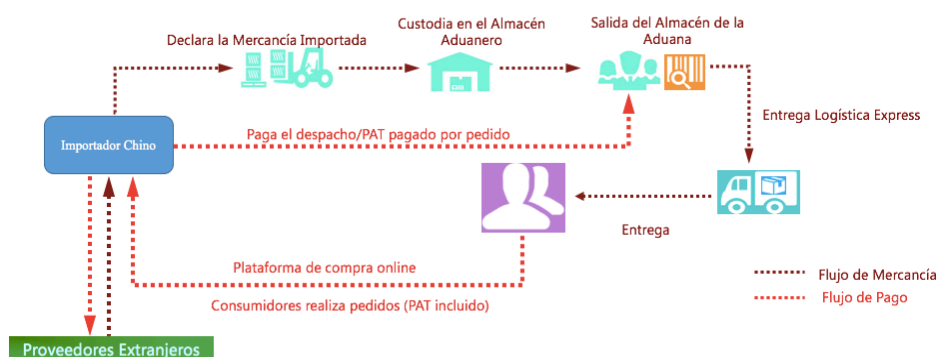 Salida del Almacén de la
Aduana
Custodia en el Almacén
Aduanero
Declara la Mercancía Importada
Entrega Logística Express
Importador Chino
Paga el despacho/PAT pagado por pedido
Entrega
Plataforma de compra online
Consumidores realiza pedidos (PAT incluido)
Flujo de Mercancía
Flujo de Pago
Proveedores Extranjeros